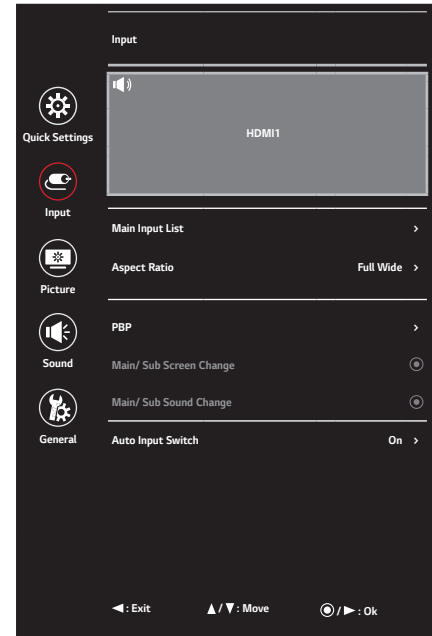 Input
HDMI1
Quick Settings
Input
Picture
Sound
General
Main Input List >
Aspect Ratio Full Wide >
PBP >
Main/ Sub Screen Change
Main/ Sub Sound Change
Auto Input Switch On >
◄ : Exit ▲/▼ : Move ◉ / ► : Ok